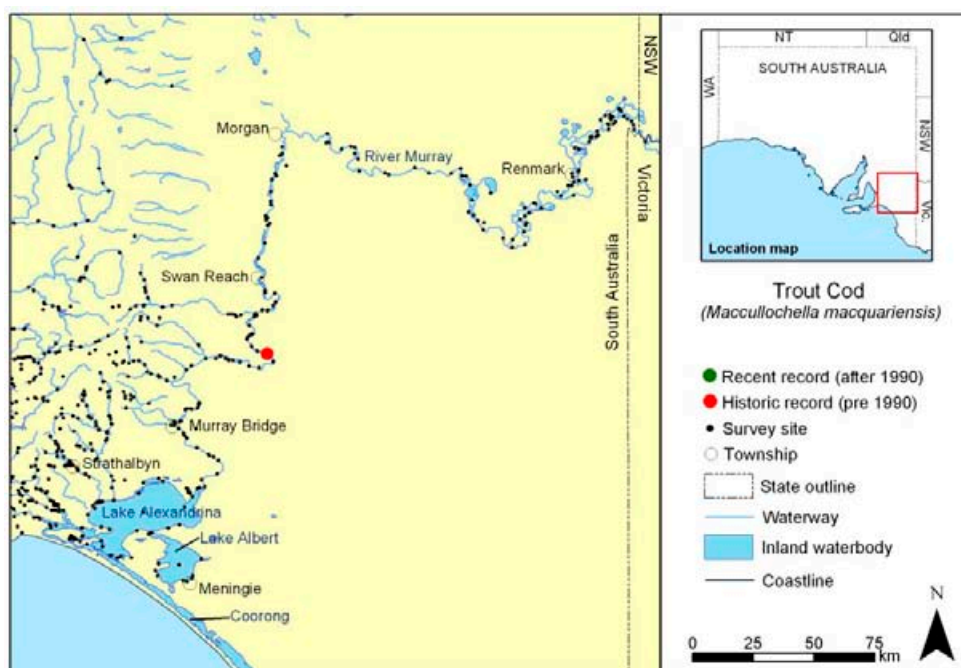 NSW
Morgan
River Murray
Renmark
Victoria
Swan Reach
South Australia
Murray Bridge
Strathalbyn
Lake Alexandrina
Lake Albert
Meningie
Coorong
NT
Qld
WA
SOUTH AUSTRALIA
NSW
Vic.
Location map
Trout Cod
(Maccullochella macquariensis)
Recent record (after 1990)
Historic record (pre 1990)
Survey site
Township
State outline
Waterway
Inland waterbody
Coastline
N
0 25 50 75
km